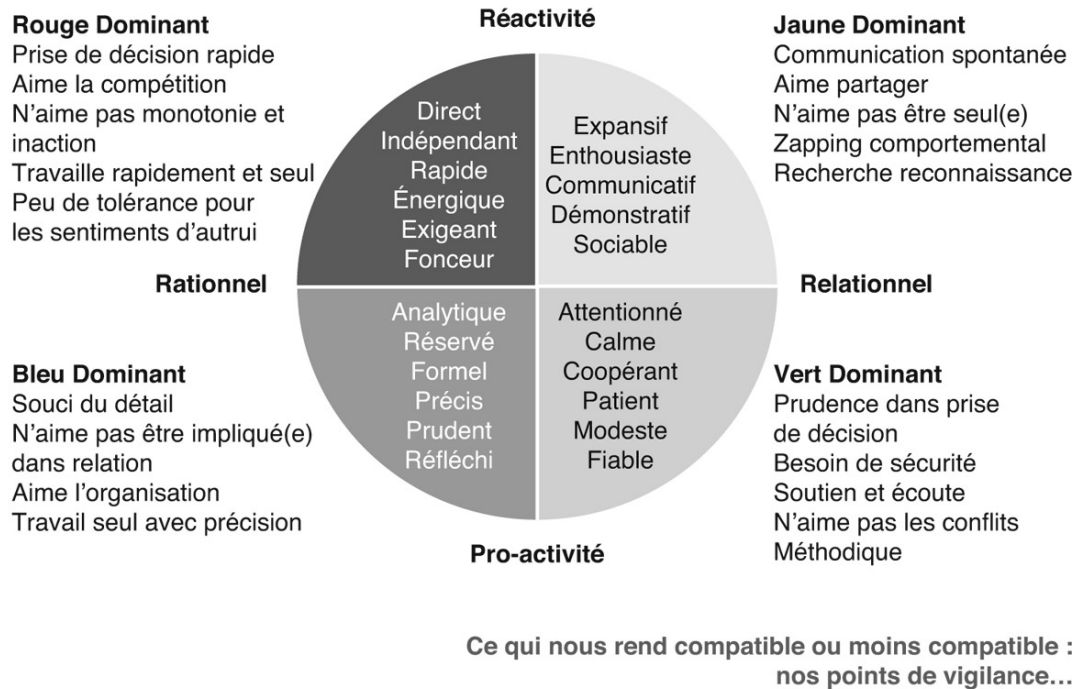 Réactivité
Rouge Dominant
Prise de décision rapide
Aime la compétition
N'aime pas monotonie et
inaction
Travaille rapidement et seul
Peu de tolérance pour
les sentiments d'autrui
Direct
Indépendant
Rapide
Énergique
Exigeant
Fonceur
Expansif
Enthousiaste
Communicatif
Démonstratif
Sociable
Jaune Dominant
Communication spontanée
Aime partager
N'aime pas être seul(e)
Zapping comportemental
Recherche reconnaissance
Rationnel
Relationnel
Bleu Dominant
Souci du détail
N'aime pas être impliqué(e)
dans relation
Aime l'organisation
Travail seul avec précision
Analytique
Réservé
Formel
Précis
Prudent
Réfléchi
Attentionné
Calme
Coopérant
Patient
Modeste
Fiable
Vert Dominant
Prudence dans prise
de décision
Besoin de sécurité
Soutien et écoute
N'aime pas les conflits
Méthodique
Pro-activité
Ce qui nous rend compatible ou moins compatible :
nos points de vigilance…